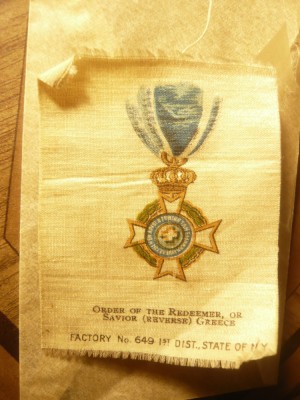 ORDER OF THE REDEEMER, OR
SAVIOR (REVERSE) GREECE
FACTORY No. 649 1ST DIST., STATE OF N.Y.